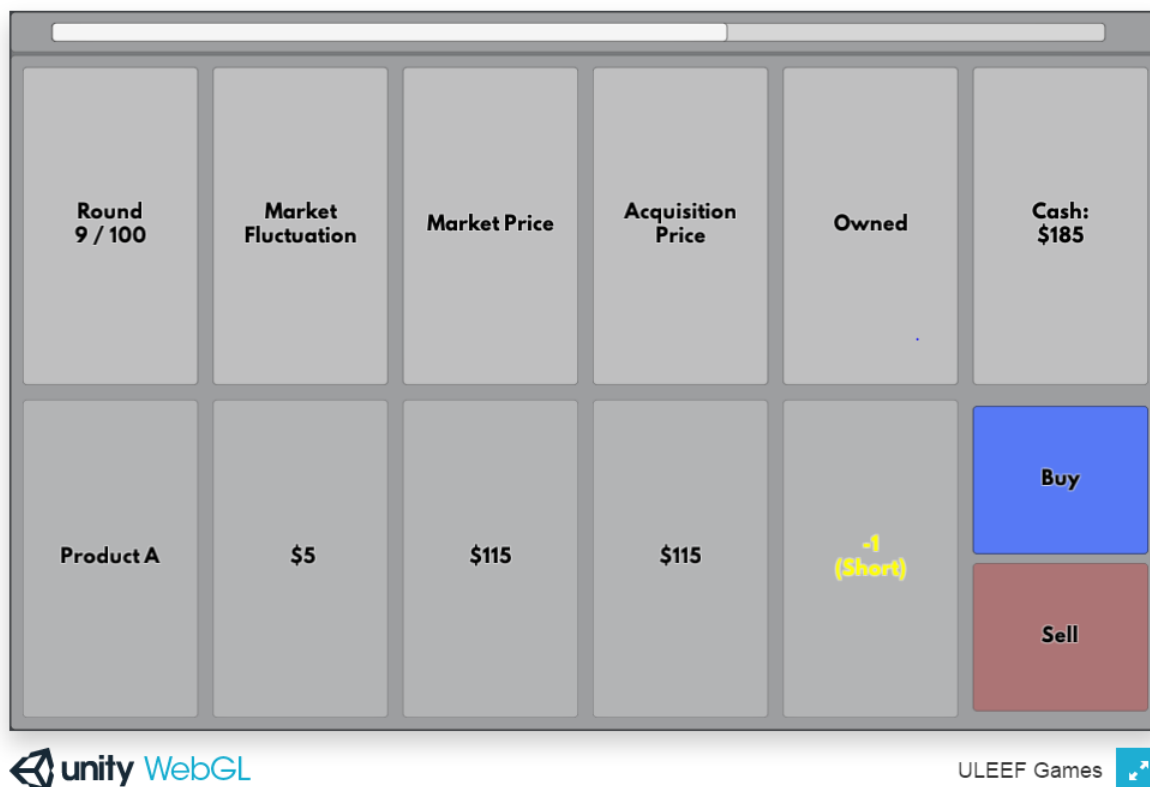 Round
9 / 100
Market
Fluctuation
Market Price
Acquisition
Price
Owned
Cash:
$185
Product A
$5
$115
$115
-1
(Short)
Buy
Sell
unity WebGL
ULEEF Games